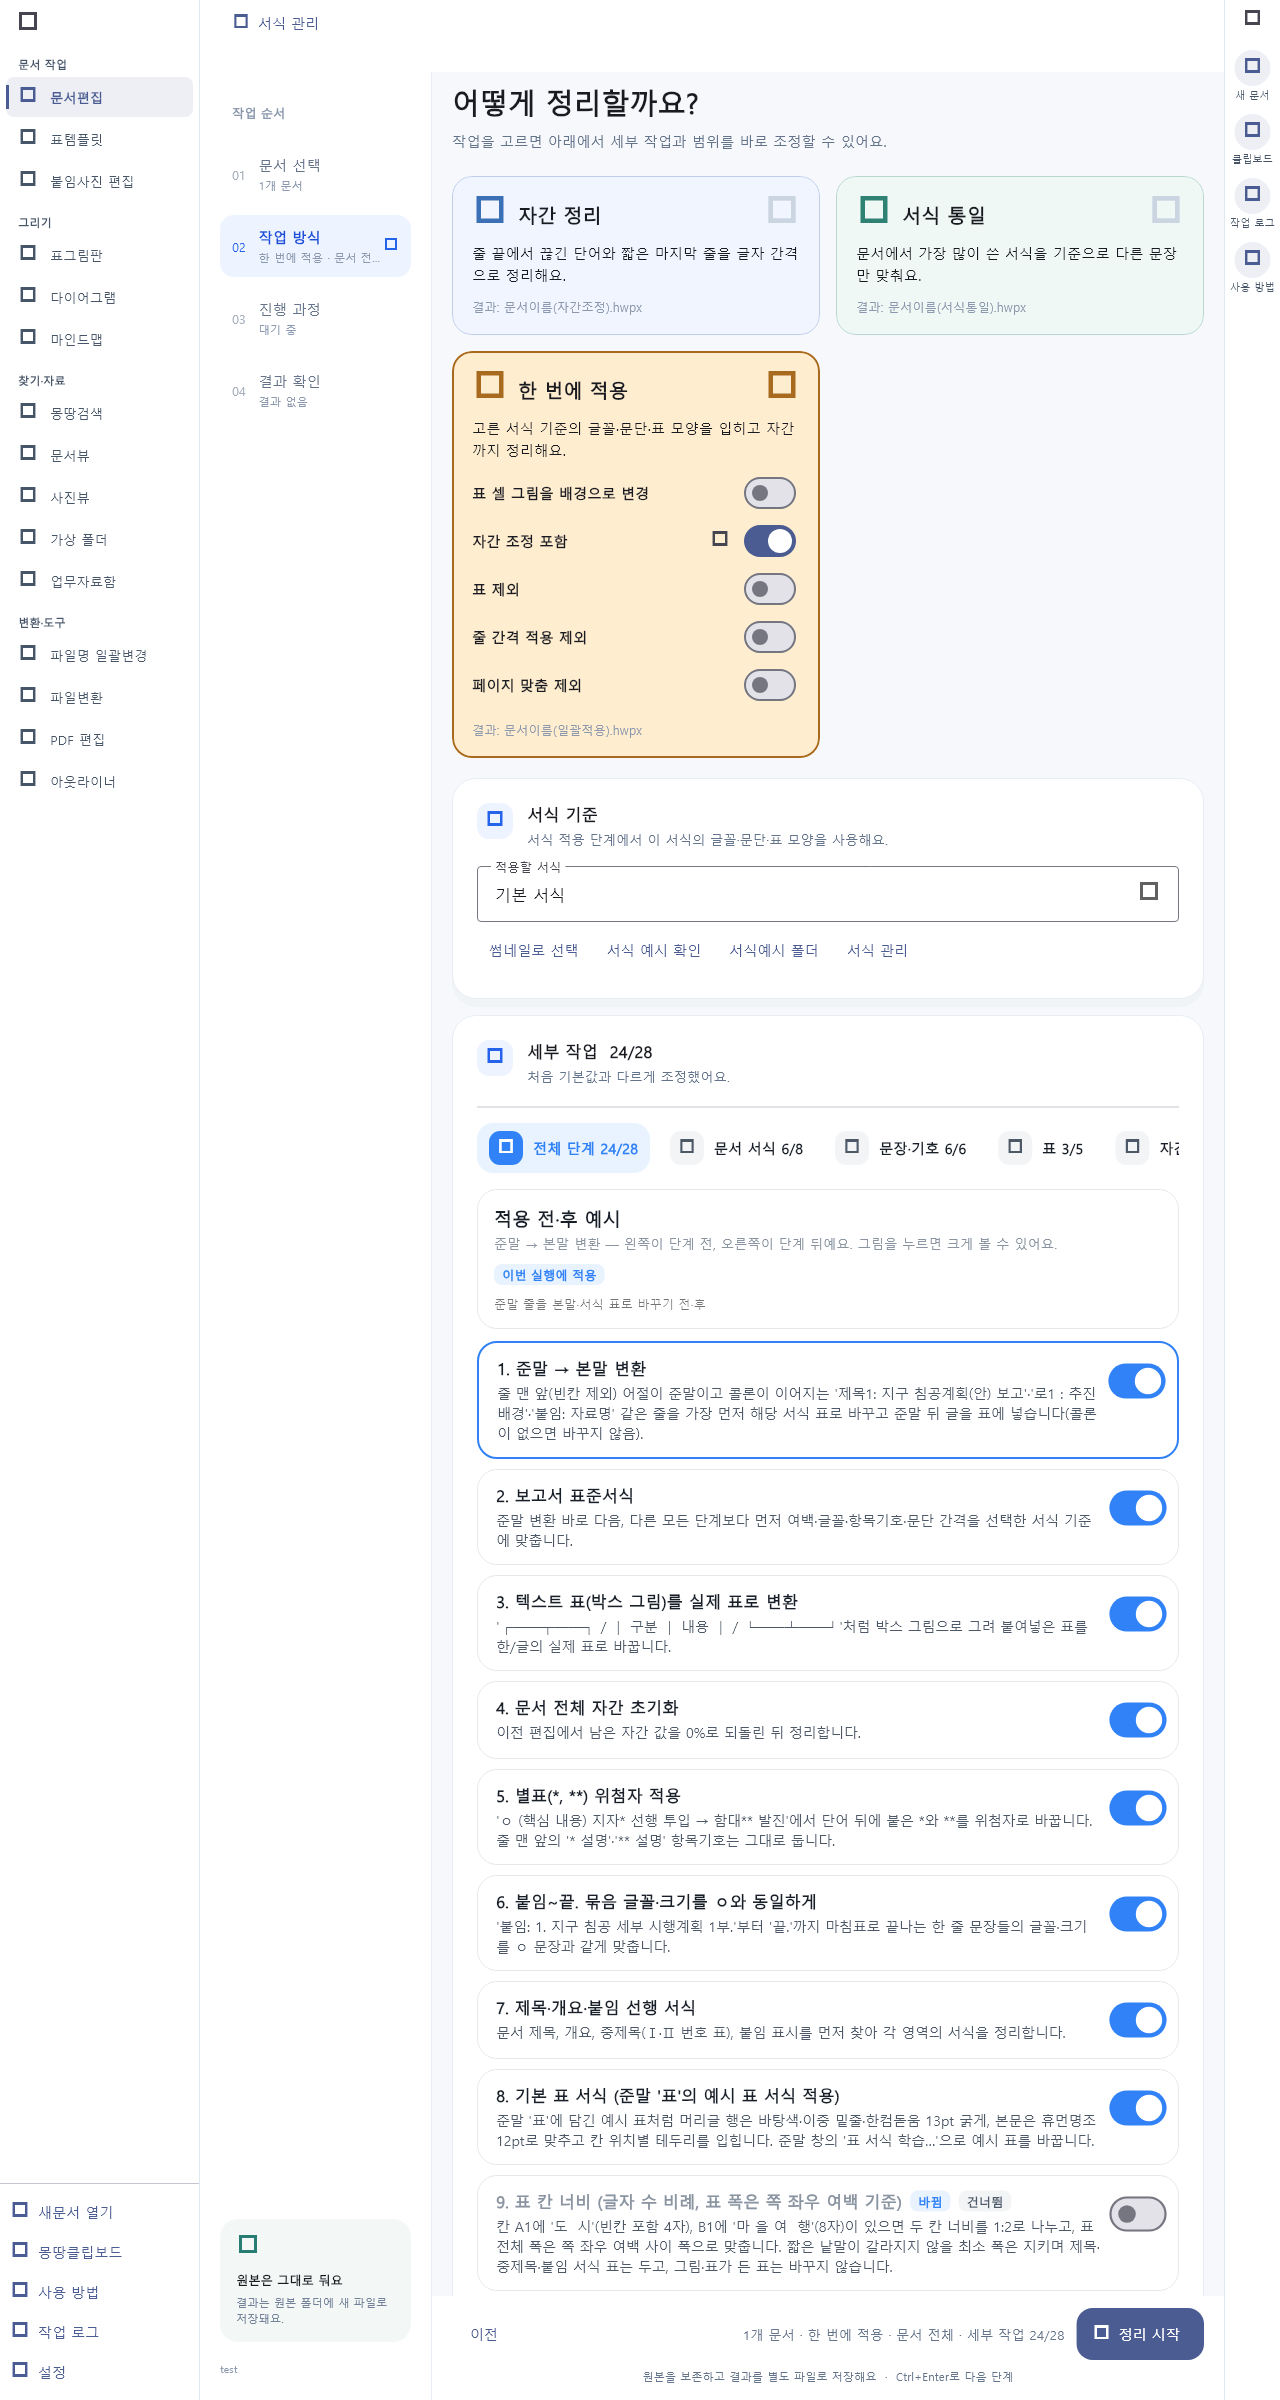 문서 작업
문서편집
표템플릿
붙임사진 편집
그리기
표그림판
다이어그램
마인드맵
찾기·자료
몽땅검색
문서뷰
사진뷰
가상 폴더
업무자료함
변환·도구
파일명 일괄변경
파일변환
PDF 편집
아웃라이너
새문서 열기
몽땅클립보드
사용 방법
작업 로그
설정
서식 관리
작업 순서
01 문서 선택
1개 문서
02 작업 방식
한 번에 적용 · 문서 전...
03 진행 과정
대기 중
04 결과 확인
결과 없음
원본은 그대로 둬요
결과는 원본 폴더에 새 파일로
저장돼요.
test
어떻게 정리할까요?
작업을 고르면 아래에서 세부 작업과 범위를 바로 조정할 수 있어요.
자간 정리
줄 끝에서 끊긴 단어와 짧은 마지막 줄을 글자 간격
으로 정리해요.
결과: 문서이름(자간조정).hwpx
서식 통일
문서에서 가장 많이 쓴 서식을 기준으로 다른 문장
만 맞춰요.
결과: 문서이름(서식통일).hwpx
한 번에 적용
고른 서식 기준의 글꼴·문단·표 모양을 입히고 자간
까지 정리해요.
표 셀 그림을 배경으로 변경
자간 조정 포함
표 제외
줄 간격 적용 제외
페이지 맞춤 제외
결과: 문서이름(일괄적용).hwpx
서식 기준
서식 적용 단계에서 이 서식의 글꼴·문단·표 모양을 사용해요.
적용할 서식
기본 서식
썸네일로 선택 서식 예시 확인 서식예시 폴더 서식 관리
세부 작업 24/28
처음 기본값과 다르게 조정했어요.
전체 단계 24/28 문서 서식 6/8 문장·기호 6/6 표 3/5 자간
적용 전·후 예시
준말 → 본말 변환 — 왼쪽이 단계 전, 오른쪽이 단계 뒤예요. 그림을 누르면 크게 볼 수 있어요.
이번 실행에 적용
준말 줄을 본말·서식 표로 바꾸기 전·후
1. 준말 → 본말 변환
줄 맨 앞(빈칸 제외) 어절이 준말이고 콜론이 이어지는 '제목1: 지구 침공계획(안) 보고'·'로1 : 추진
배경'·'붙임: 자료명' 같은 줄을 가장 먼저 해당 서식 표로 바꾸고 준말 뒤 글을 표에 넣습니다(콜론
이 없으면 바꾸지 않음).
2. 보고서 표준서식
준말 변환 바로 다음, 다른 모든 단계보다 먼저 여백·글꼴·항목기호·문단 간격을 선택한 서식 기준
에 맞춥니다.
3. 텍스트 표(박스 그림)를 실제 표로 변환
'┌───┬───┐ / │ 구분 │ 내용 │ / └───┴───┘'처럼 박스 그림으로 그려 붙여넣은 표를
한/글의 실제 표로 바꿉니다.
4. 문서 전체 자간 초기화
이전 편집에서 남은 자간 값을 0%로 되돌린 뒤 정리합니다.
5. 별표(*, **) 위첨자 적용
'ㅇ (핵심 내용) 지자* 선행 투입 → 함대** 발진'에서 단어 뒤에 붙은 *와 **를 위첨자로 바꿉니다.
줄 맨 앞의 '* 설명'·'** 설명' 항목기호는 그대로 둡니다.
6. 붙임~끝. 묶음 글꼴·크기를 ㅇ와 동일하게
'붙임: 1. 지구 침공 세부 시행계획 1부.'부터 '끝.'까지 마침표로 끝나는 한 줄 문장들의 글꼴·크기
를 ㅇ 문장과 같게 맞춥니다.
7. 제목·개요·붙임 선행 서식
문서 제목, 개요, 중제목(Ⅰ·Ⅱ 번호 표), 붙임 표시를 먼저 찾아 각 영역의 서식을 정리합니다.
8. 기본 표 서식 (준말 '표'의 예시 표 서식 적용)
준말 '표'에 담긴 예시 표처럼 머리글 행은 바탕색·이중 밑줄·한컴돋움 13pt 굵게, 본문은 휴먼명조
12pt로 맞추고 칸 위치별 테두리를 입힙니다. 준말 창의 '표 서식 학습...'으로 예시 표를 바꿉니다.
9. 표 칸 너비 (글자 수 비례, 표 폭은 쪽 좌우 여백 기준) 바뀜 건너뜀
칸 A1에 '도  시'(빈칸 포함 4자), B1에 '마 을 여  행'(8자)이 있으면 두 칸 너비를 1:2로 나누고, 표
전체 폭은 쪽 좌우 여백 사이 폭으로 맞춥니다. 짧은 낱말이 갈라지지 않을 최소 폭은 지키며 제목·
중제목·붙임 서식 표는 두고, 그림·표가 든 표는 바꾸지 않습니다.
이전
1개 문서 · 한 번에 적용 · 문서 전체 · 세부 작업 24/28
정리 시작
원본을 보존하고 결과를 별도 파일로 저장해요 · Ctrl+Enter로 다음 단계
새 문서
클립보드
작업 로그
사용 방법